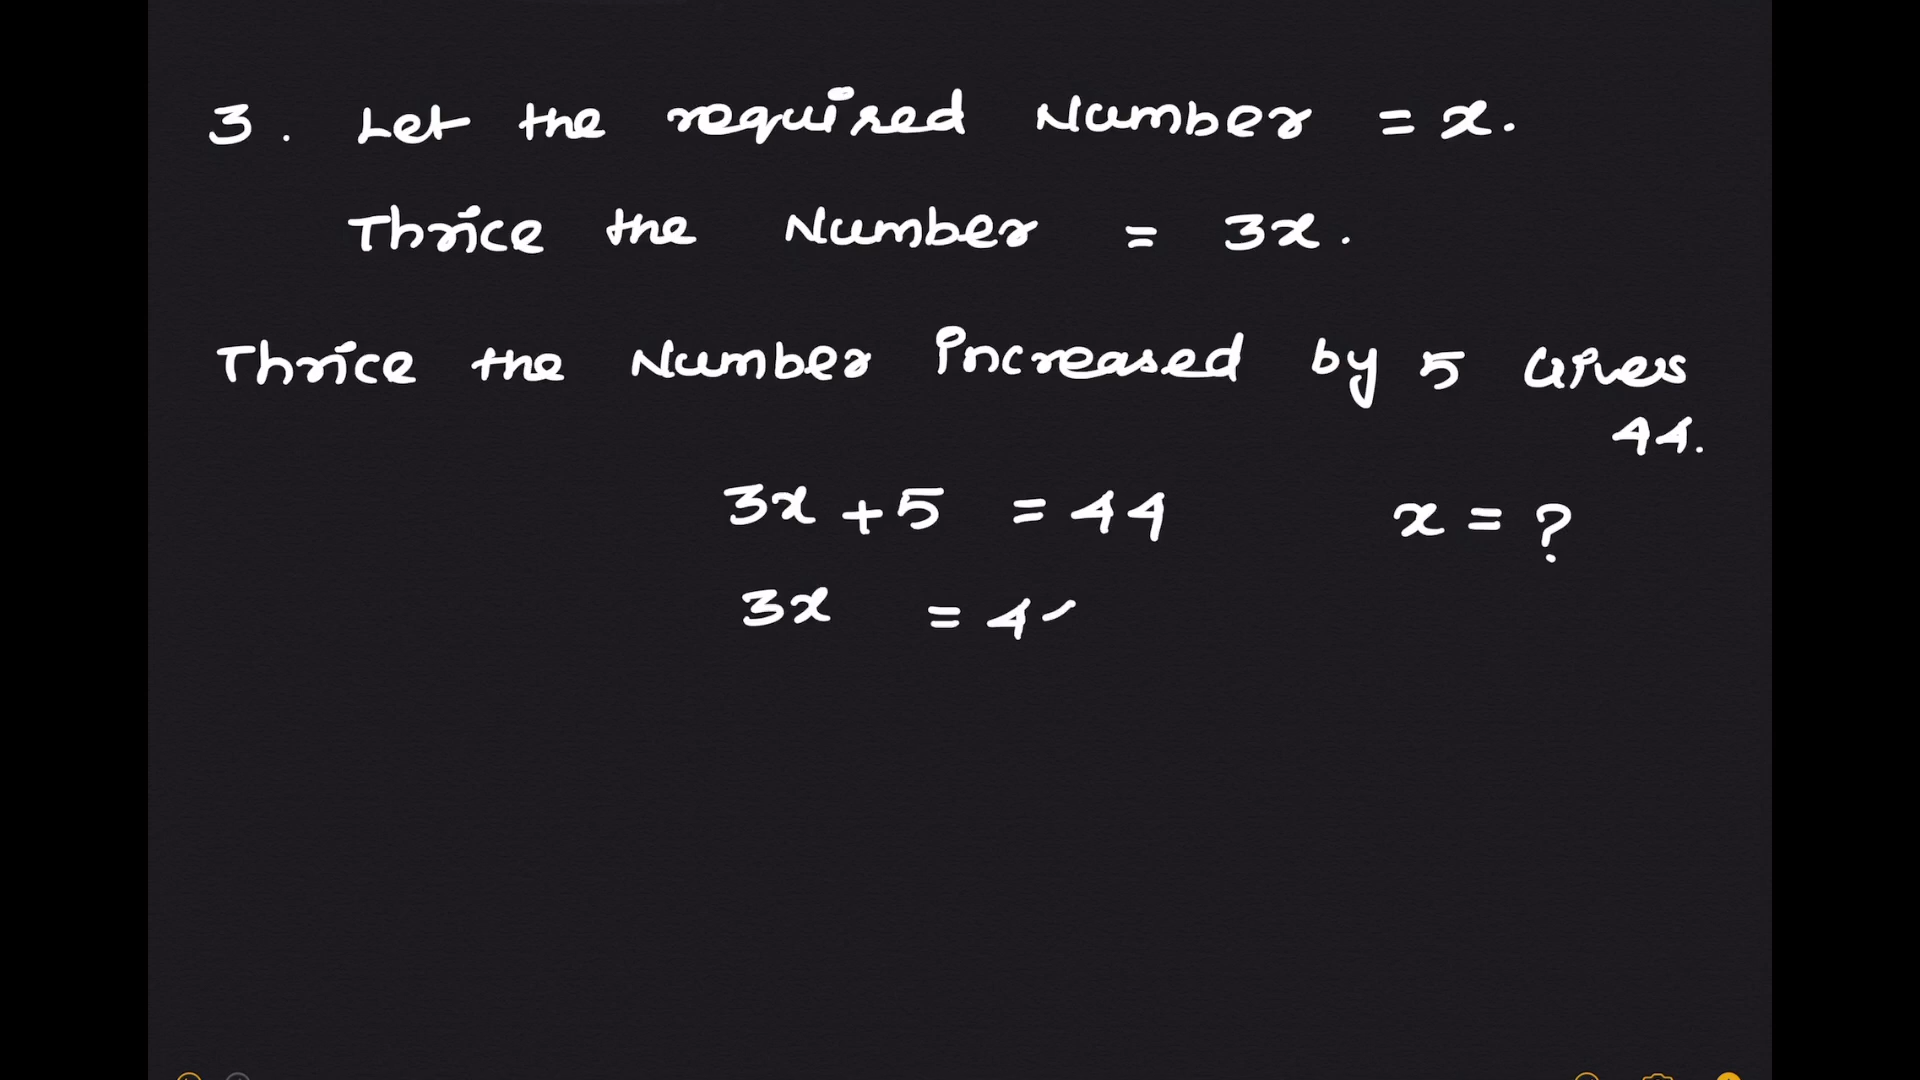 3. Let the required Number = x.
Thrice the Number = 3x.
Thrice the Number increased by 5 Gives
44.
3x + 5 = 44 x = ?
3x = 4